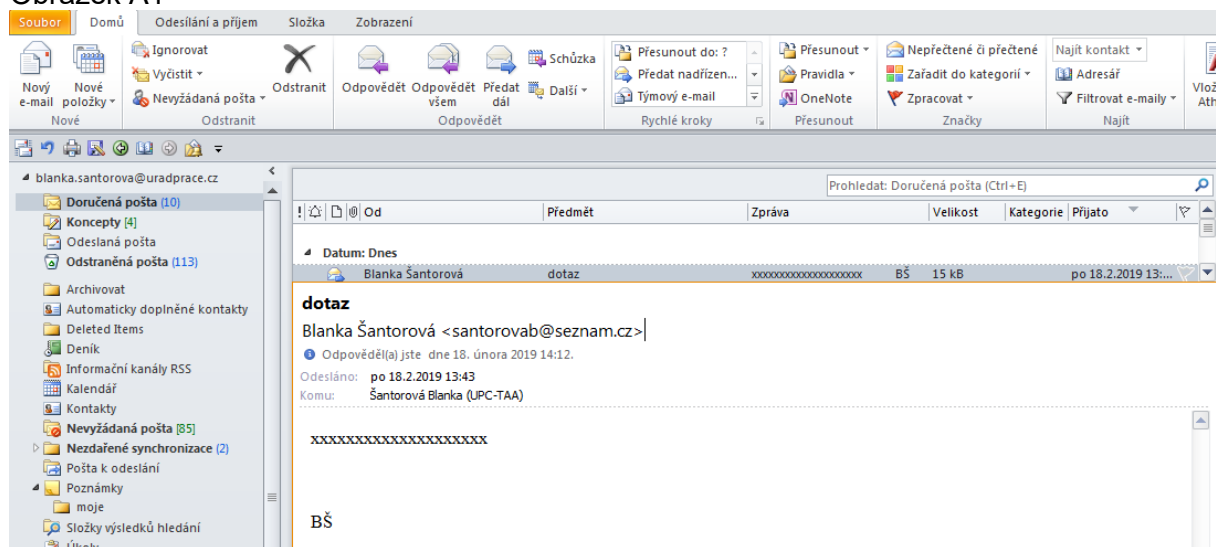 Soubor Domů Odesílání a příjem Složka Zobrazení
Nový e-mail
Nové položky
Nové
Ignorovat
Vyčistit
Nevyžádaná pošta
Odstranit
Odstranit
Odpovědět
Odpovědět všem
Předat dál
Schůzka
Další
Odpovědět
Přesunout do: ?
Předat nadřízen...
Týmový e-mail
Rychlé kroky
Přesunout
Pravidla
OneNote
Přesunout
Nepřečtené či přečtené
Zařadit do kategorií
Zpracovat
Značky
Najít kontakt
Adresář
Filtrovat e-maily
Najít
blanka.santorova@uradprace.cz
Doručená pošta (10)
Koncepty [4]
Odeslaná pošta
Odstraněná pošta (113)
Archivovat
Automaticky doplněné kontakty
Deleted Items
Deník
Informační kanály RSS
Kalendář
Kontakty
Nevyžádaná pošta [85]
Nezdařené synchronizace (2)
Pošta k odeslání
Poznámky
moje
Složky výsledků hledání
Prohledat: Doručená pošta (Ctrl+E)
Od Předmět Zpráva Velikost Kategorie Přijato
Datum: Dnes
Blanka Šantorová dotaz xxxxxxxxxxxxxxxxxxxx BŠ 15 kB po 18.2.2019 13:...
dotaz
Blanka Šantorová <santorovab@seznam.cz>
Odpověděl(a) jste dne 18. února 2019 14:12.
Odesláno: po 18.2.2019 13:43
Komu: Šantorová Blanka (UPC-TAA)
xxxxxxxxxxxxxxxxxxxx
BŠ